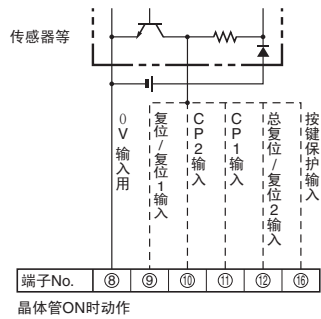 传感器等
0V输入用
复位/复位1输入
CP2输入
CP1输入
总复位/复位2输入
按键保护输入
端子No. ⑧ ⑨ ⑩ ⑪ ⑫ ⑯
晶体管ON时动作